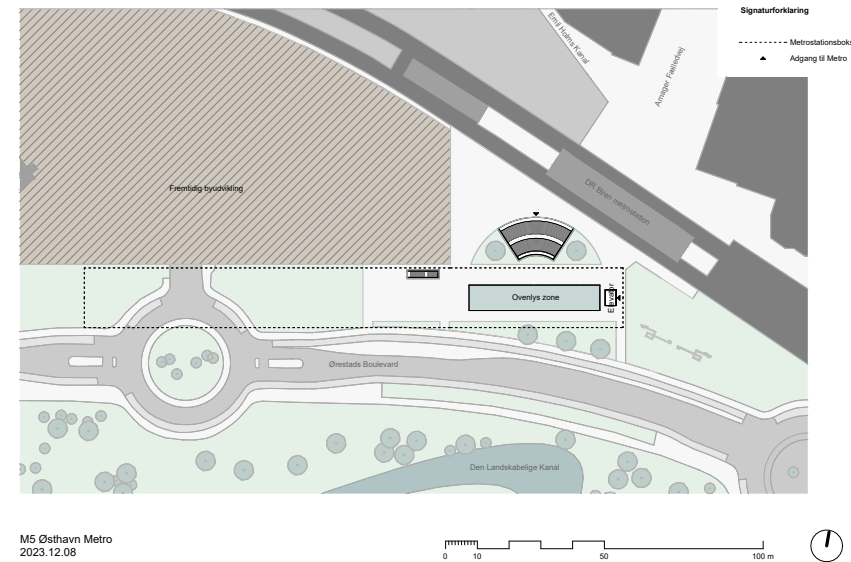 Signaturforklaring
Metrostationsboks
Adgang til Metro
Emil Holms Kanal
Amager Fælledvej
DR Byen metrostation
Fremtidig byudvikling
Ovenlys zone
Elevator
Ørestads Boulevard
Den Landskabelige Kanal
M5 Østhavn Metro
2023.12.08
0 10 50 100 m